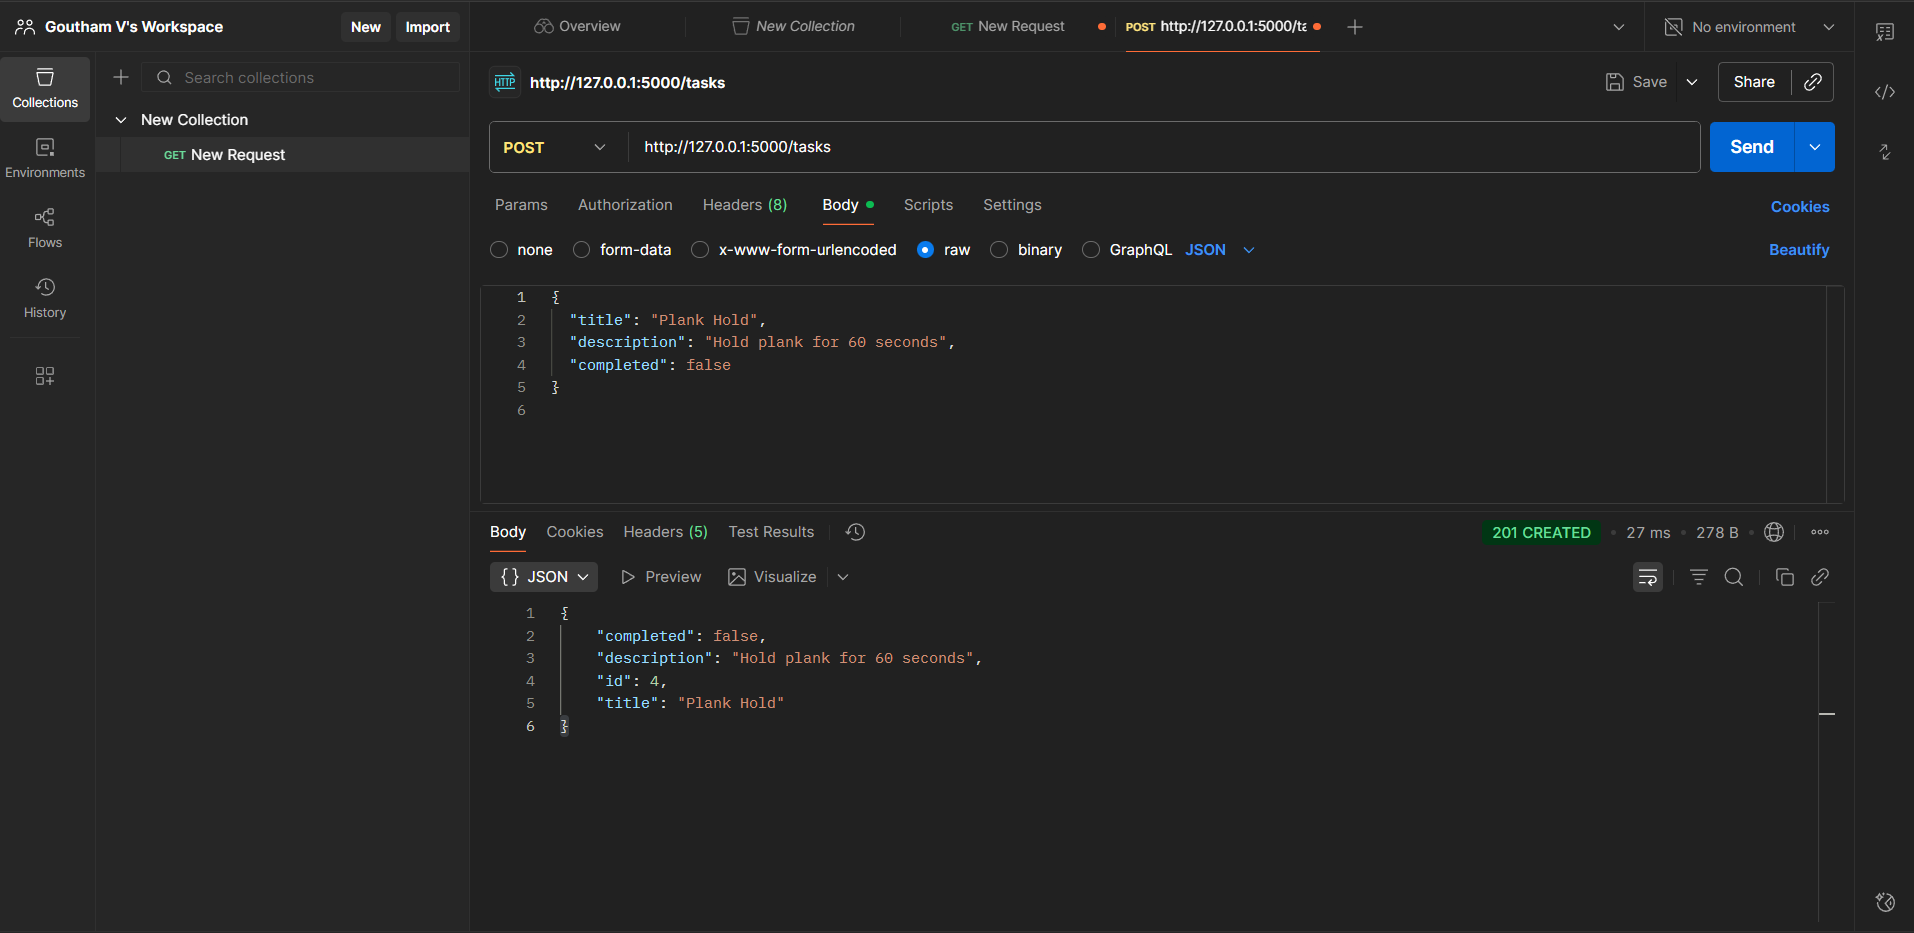 Goutham V's Workspace
New
Import
Overview
New Collection
GET New Request
POST http://127.0.0.1:5000/ta
No environment
Collections
Environments
Flows
History
Search collections
New Collection
GET New Request
HTTP http://127.0.0.1:5000/tasks
Save
Share
POST
http://127.0.0.1:5000/tasks
Send
Params
Authorization
Headers (8)
Body
Scripts
Settings
Cookies
none
form-data
x-www-form-urlencoded
raw
binary
GraphQL
JSON
Beautify
1 {
2 "title": "Plank Hold",
3 "description": "Hold plank for 60 seconds",
4 "completed": false
5 }
6
Body
Cookies
Headers (5)
Test Results
201 CREATED
27 ms
278 B
{} JSON
Preview
Visualize
1 {
2 "completed": false,
3 "description": "Hold plank for 60 seconds",
4 "id": 4,
5 "title": "Plank Hold"
6 }